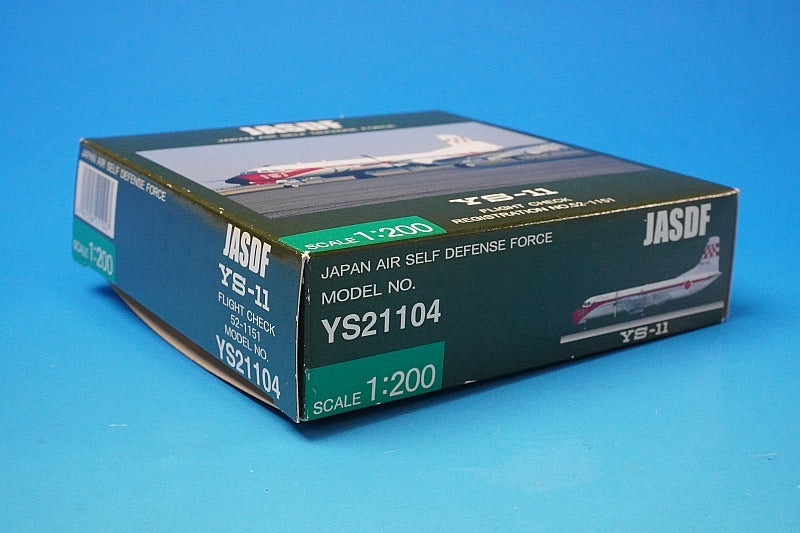 JASDF
JAPAN AIR SELF DEFENSE FORCE
YS-11
FLIGHT CHECK
REGISTRATION NO.52-1151
SCALE 1:200
JAPAN AIR SELF DEFENSE FORCE
1:200
JASDF
YS-11
FLIGHT CHECK
52-1151
MODEL NO.
YS21104
JAPAN AIR SELF DEFENSE FORCE
MODEL NO.
YS21104
SCALE 1:200
JASDF
YS-11